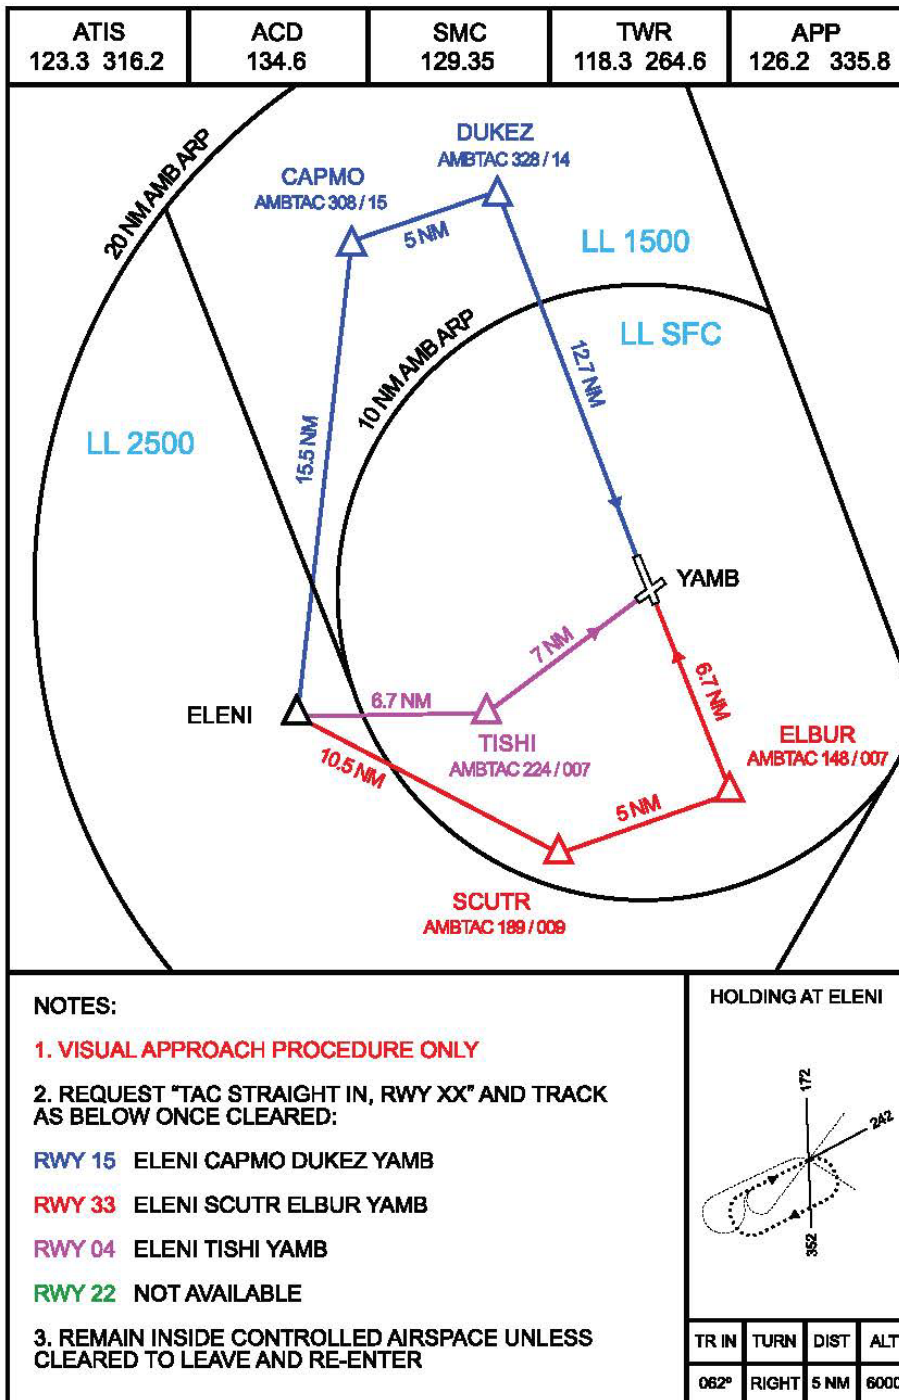 ATIS
123.3 316.2
ACD
134.6
SMC
129.35
TWR
118.3 264.6
APP
126.2 335.8
DUKEZ
AMBTAC 328 / 14
CAPMO
AMBTAC 308 / 15
20 NM AMB ARP
5 NM
LL 1500
LL SFC
10 NM AMB ARP
12.7 NM
LL 2500
15.5 NM
YAMB
7 NM
6.7 NM
6.7 NM
ELENI
TISHI
AMBTAC 224 / 007
ELBUR
AMBTAC 148 / 007
10.5 NM
5 NM
SCUTR
AMBTAC 189 / 009
NOTES:
1. VISUAL APPROACH PROCEDURE ONLY
2. REQUEST "TAC STRAIGHT IN, RWY XX" AND TRACK
AS BELOW ONCE CLEARED:
RWY 15 ELENI CAPMO DUKEZ YAMB
RWY 33 ELENI SCUTR ELBUR YAMB
RWY 04 ELENI TISHI YAMB
RWY 22 NOT AVAILABLE
3. REMAIN INSIDE CONTROLLED AIRSPACE UNLESS
CLEARED TO LEAVE AND RE-ENTER
HOLDING AT ELENI
172
242
352
TR IN TURN DIST ALT
062° RIGHT 5 NM 6000